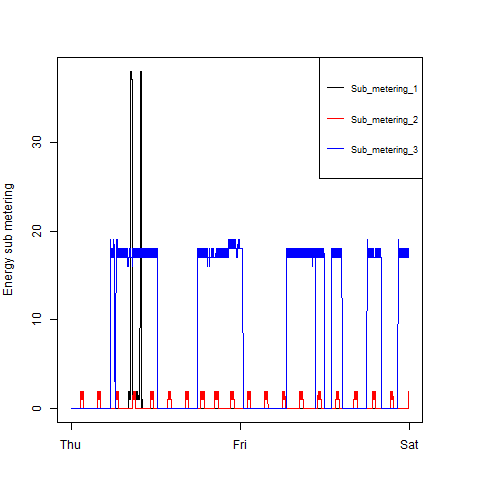 Sub_metering_1
Sub_metering_2
Sub_metering_3
Energy sub metering
30
20
10
0
Thu Fri Sat